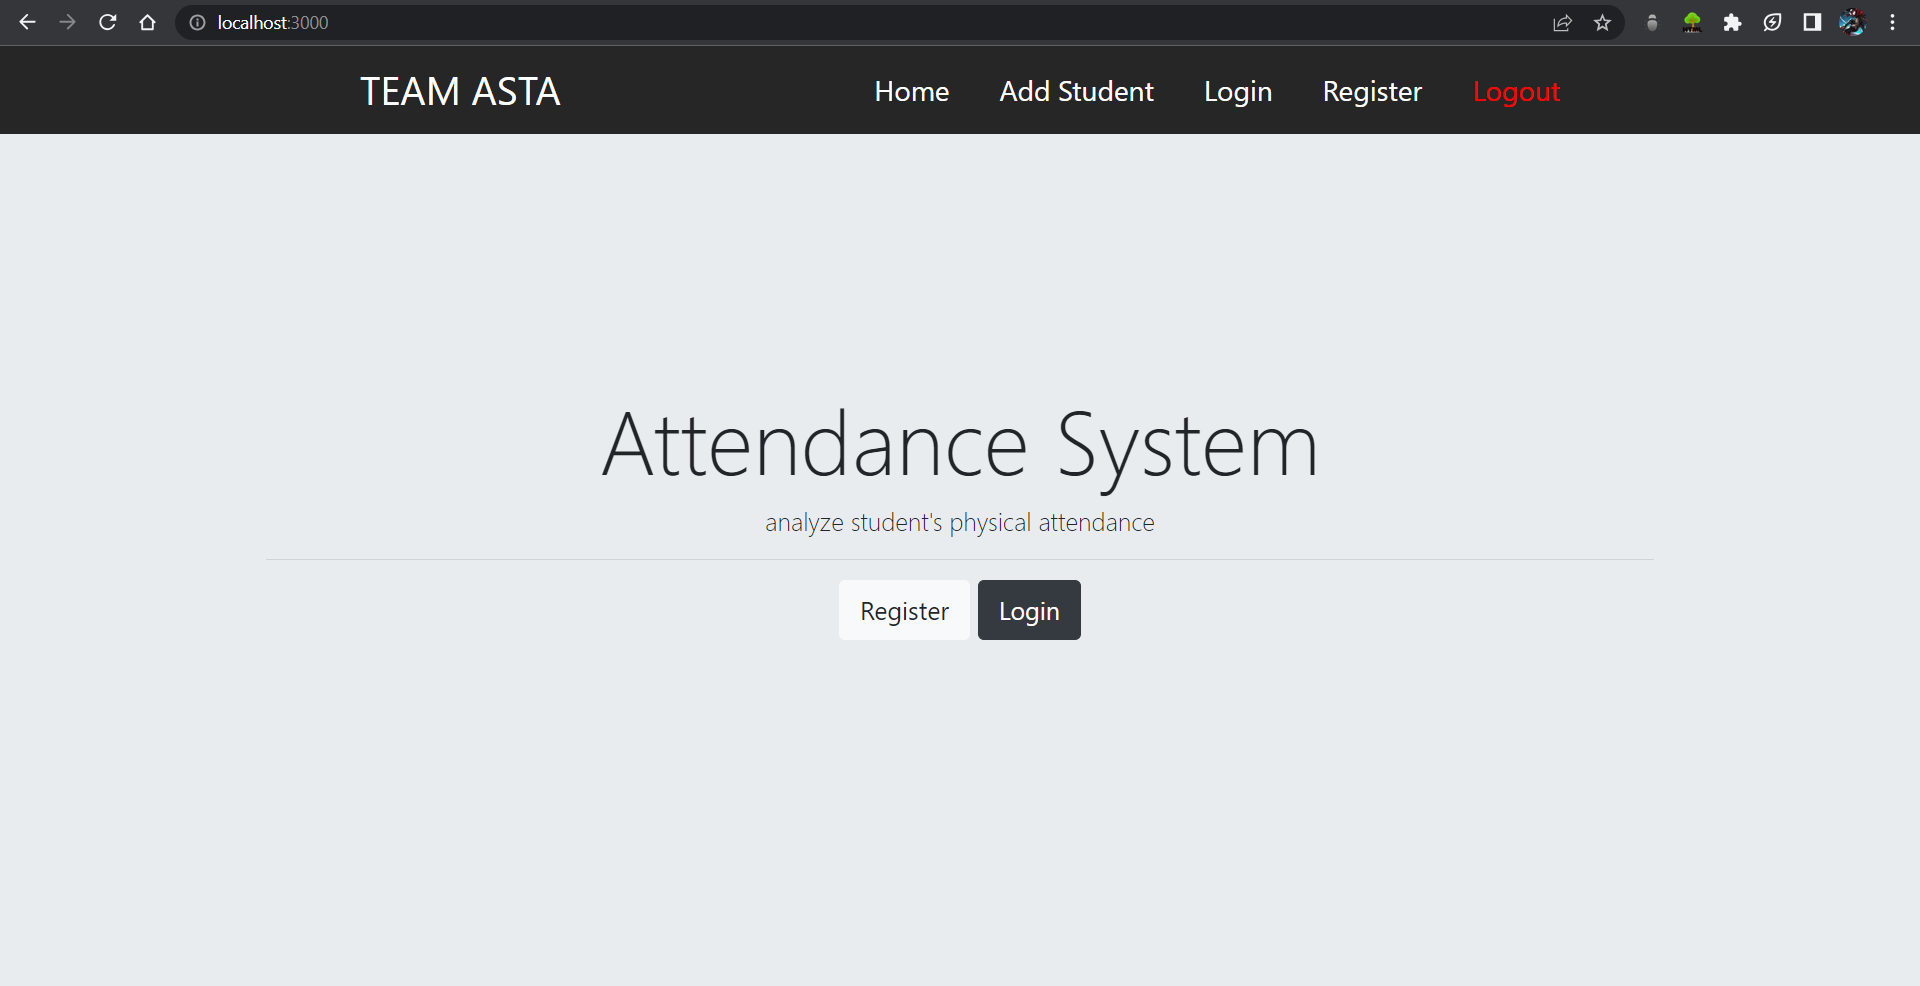 localhost:3000
TEAM ASTA Home Add Student Login Register Logout
Attendance System
analyze student's physical attendance
Register Login